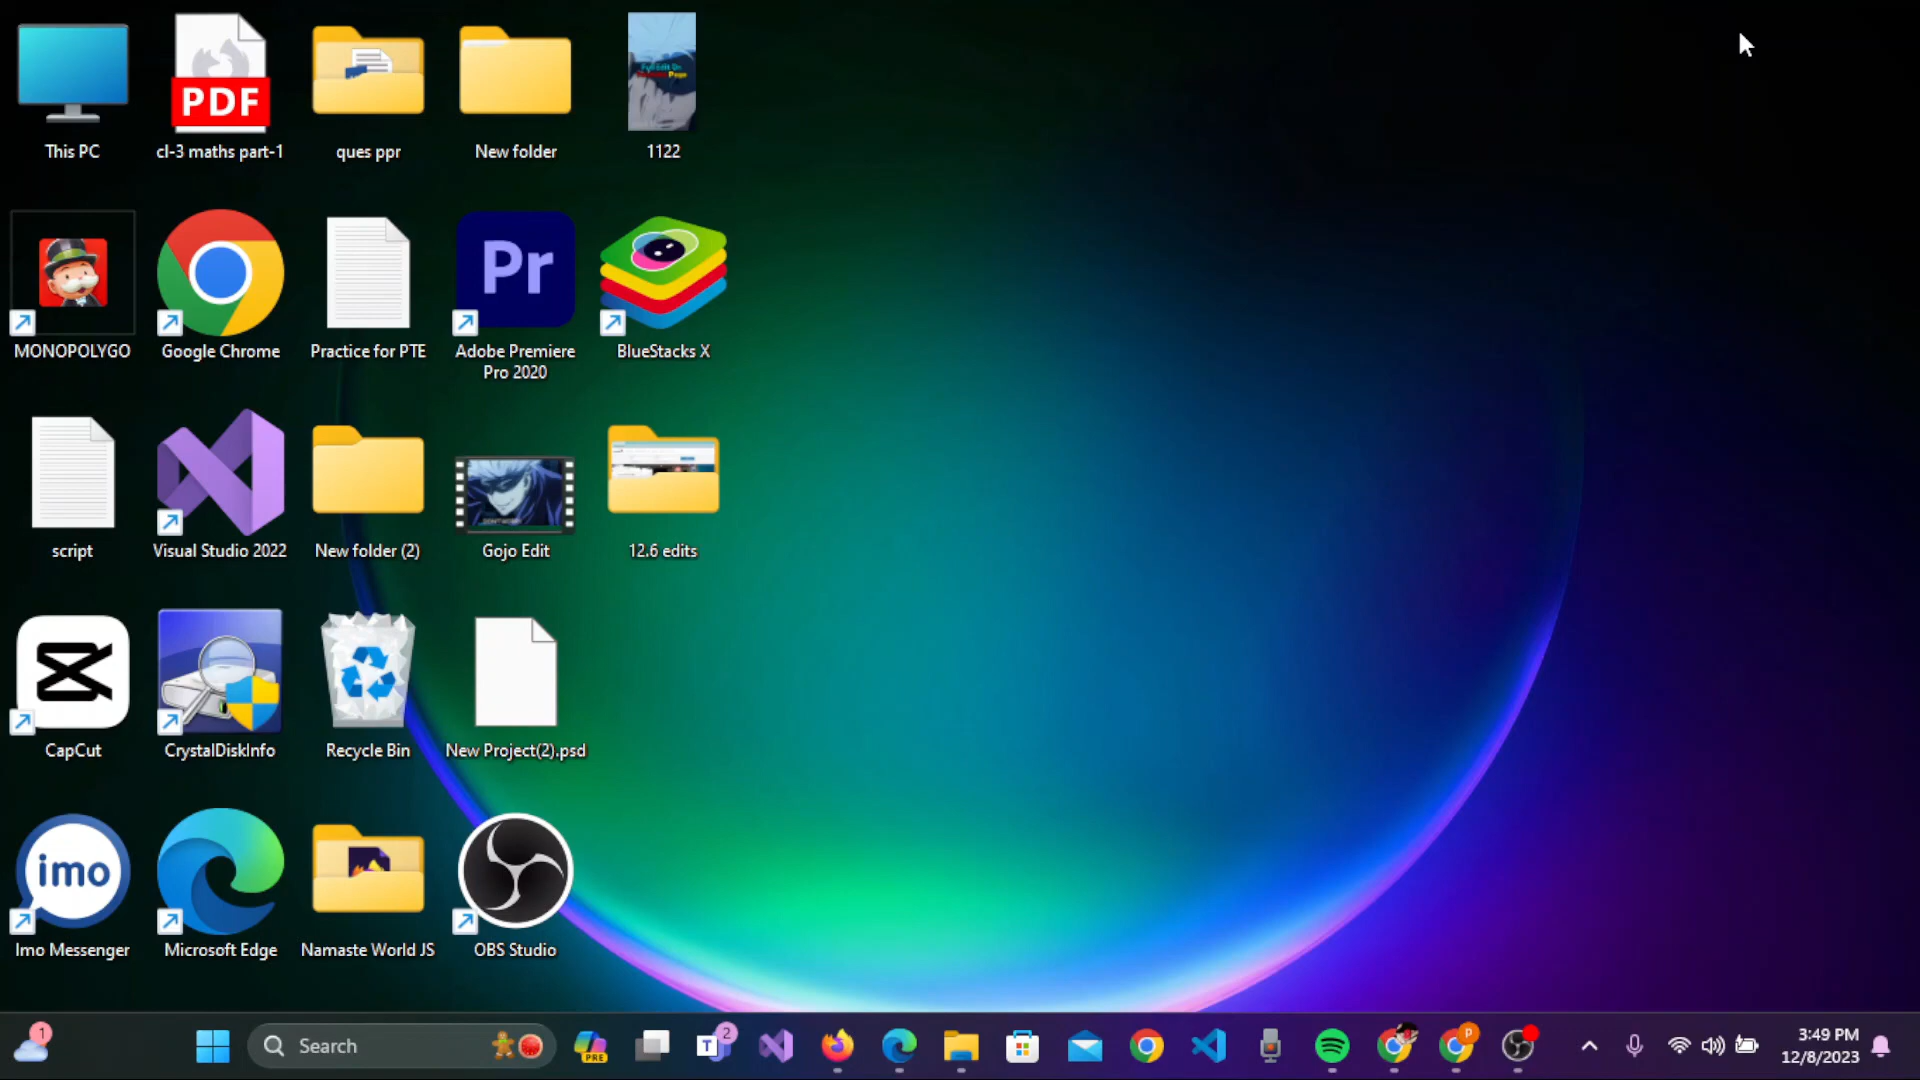 PDF
This PC
cl-3 maths part-1
ques ppr
New folder
1122
Pr
MONOPOLYGO
Google Chrome
Practice for PTE
Adobe Premiere
Pro 2020
BlueStacks X
script
Visual Studio 2022
New folder (2)
Gojo Edit
12.6 edits
CapCut
CrystalDiskInfo
Recycle Bin
New Project(2).psd
imo
Imo Messenger
Microsoft Edge
Namaste World JS
OBS Studio
1
Search
PRE
T
2
P
3:49 PM
12/8/2023